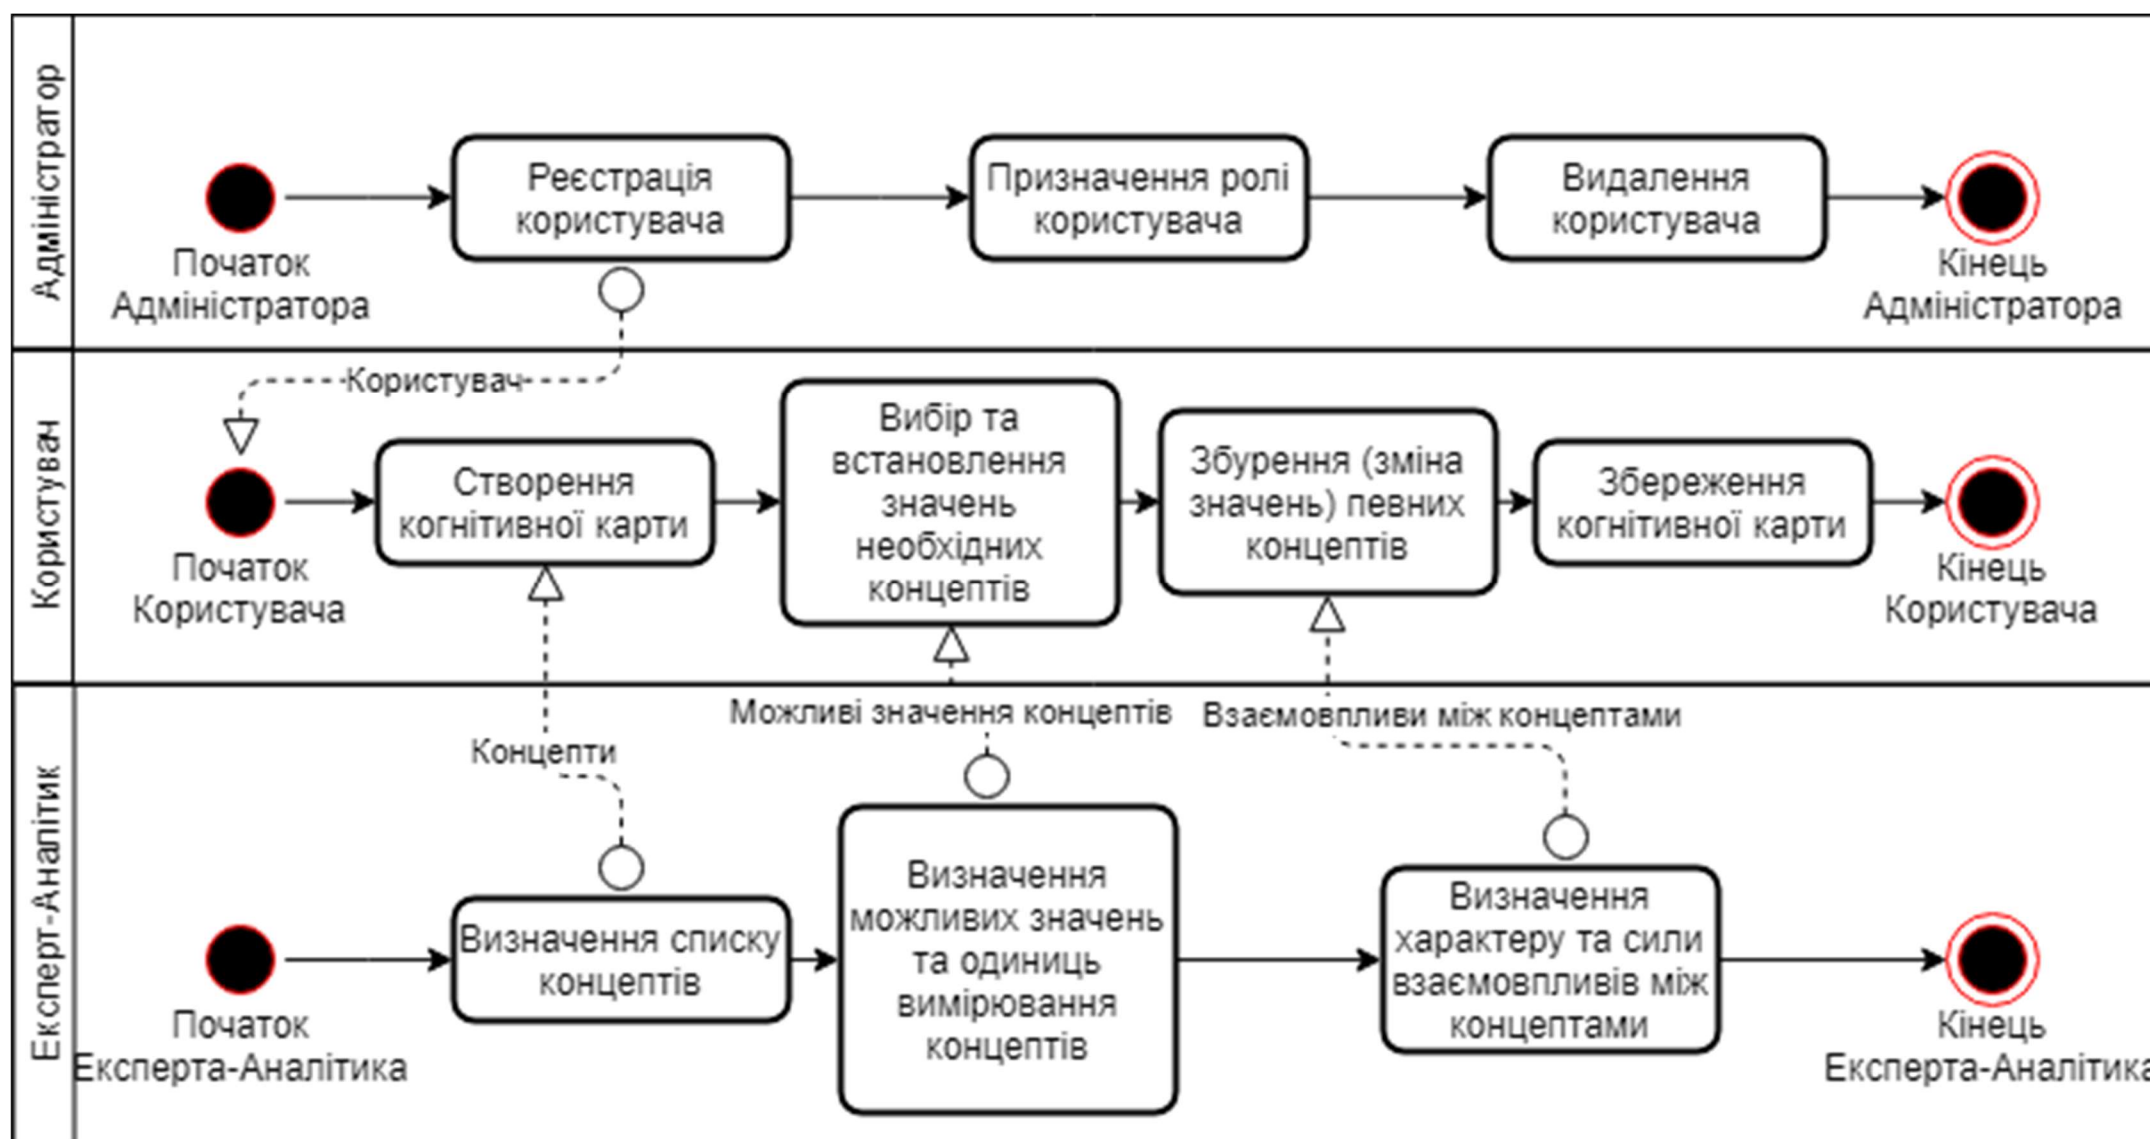 Адміністратор
Реєстрація
користувача
Призначення ролі
користувача
Видалення
користувача
Початок
Адміністратора
Кінець
Адміністратора
Користувач
Користувач
Вибір та
встановлення
значень
необхідних
концептів
Збурення (зміна
значень) певних
концептів
Створення
когнітивної карти
Збереження
когнітивної карти
Початок
Користувача
Кінець
Користувача
Можливі значення концептів
Взаємовпливи між концептами
Концепти
Експерт-Аналітик
Визначення списку
концептів
Визначення
можливих значень
та одиниць
вимірювання
концептів
Визначення
характеру та сили
взаємовпливів між
концептами
Початок
Експерта-Аналітика
Кінець
Експерта-Аналітика